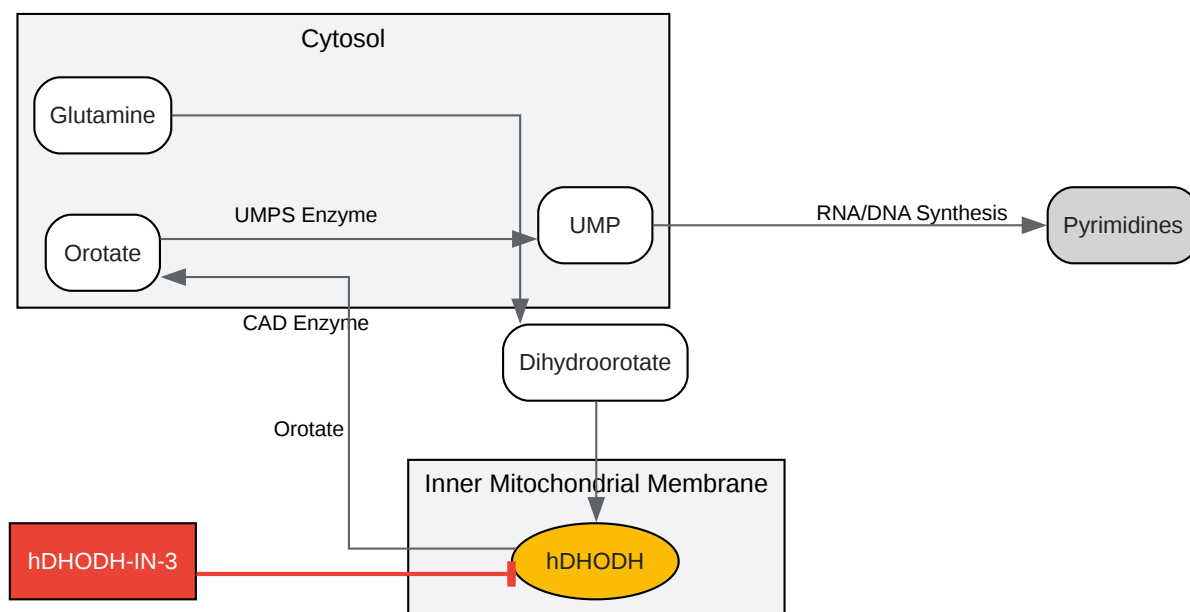 Cytosol
Glutamine
UMPS Enzyme
Orotate
UMP
RNA/DNA Synthesis
Pyrimidines
CAD Enzyme
Dihydroorotate
Orotate
Inner Mitochondrial Membrane
hDHODH-IN-3
hDHODH